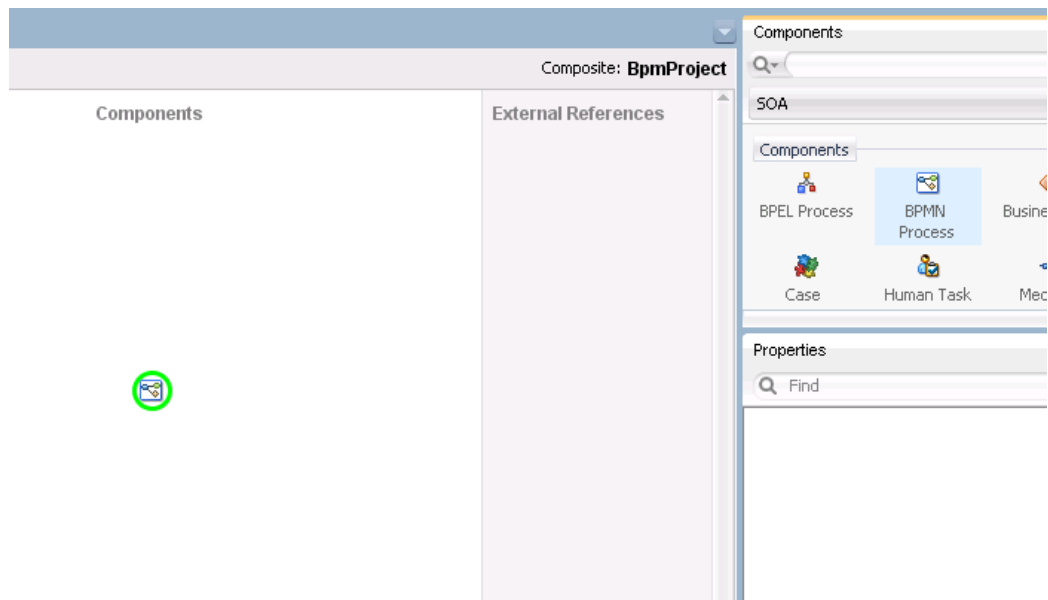 Composite: BpmProject
Components
External References
Components
SOA
Components
BPEL Process
BPMN
Process
Case
Human Task
Properties
Find